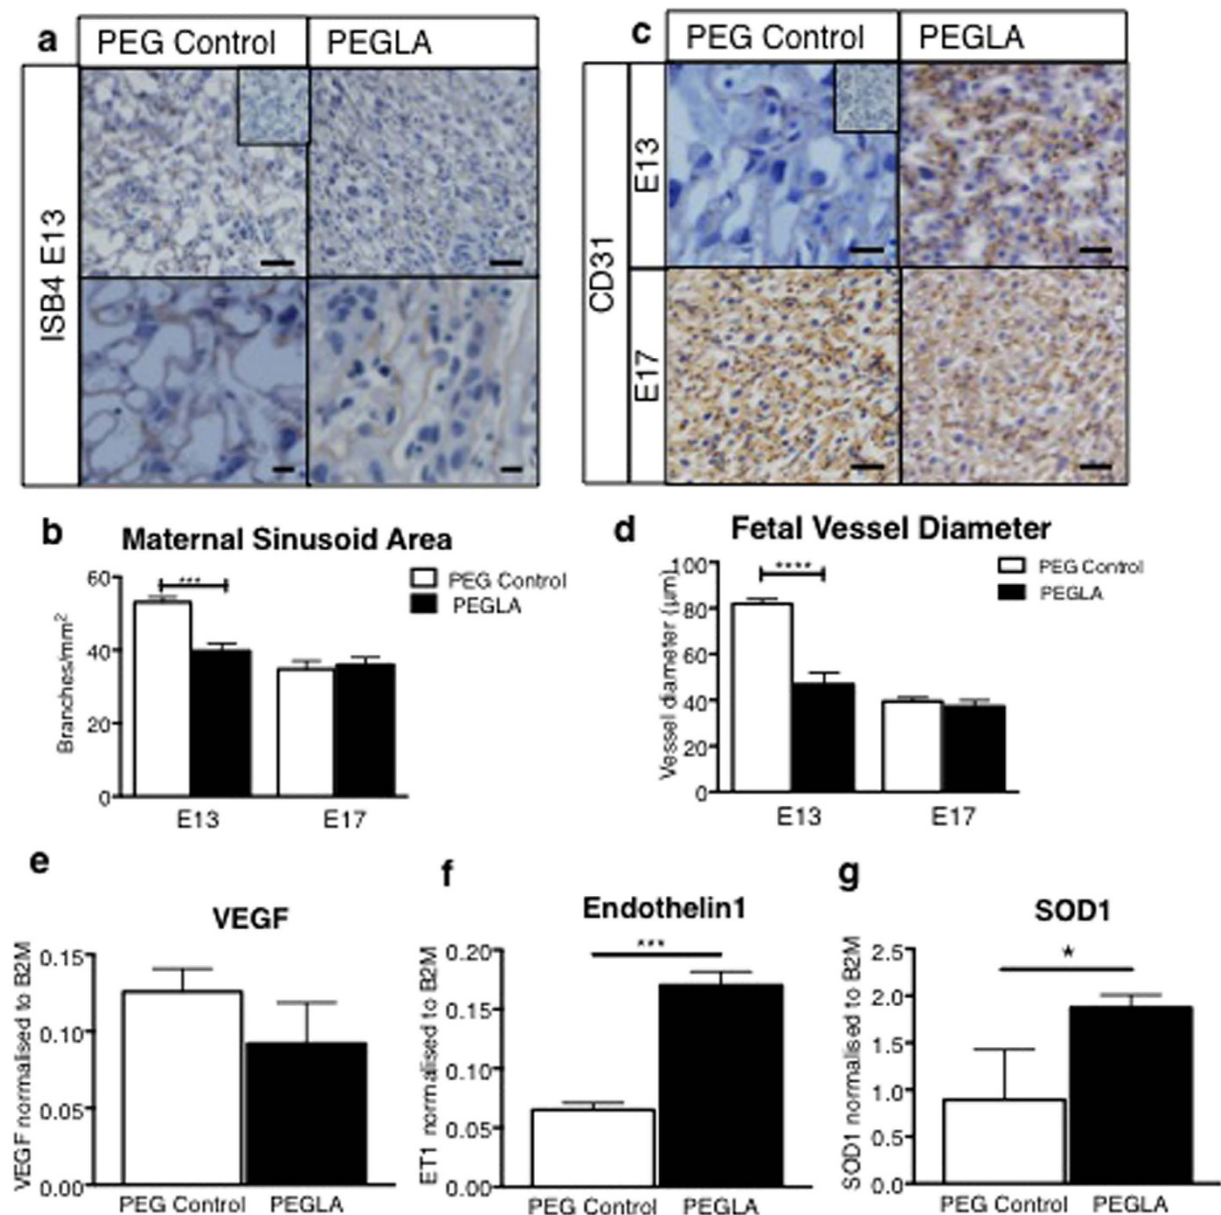 a
PEG Control
PEGLA
ISB4 E13
c
PEG Control
PEGLA
CD31
E13
E17
b
Maternal Sinusoid Area
Branches/mm²
60
40
20
0
***
E13
E17
PEG Control
PEGLA
d
Fetal Vessel Diameter
Vessel diameter (μm)
100
80
60
40
20
0
****
E13
E17
PEG Control
PEGLA
e
VEGF
VEGF normalised to B2M
0.15
0.10
0.05
0.00
PEG Control
PEGLA
f
Endothelin1
ET1 normalised to B2M
0.20
0.15
0.10
0.05
0.00
***
PEG Control
PEGLA
g
SOD1
SOD1 normalised to B2M
2.5
2.0
1.5
1.0
0.5
0.0
*
PEG Control
PEGLA